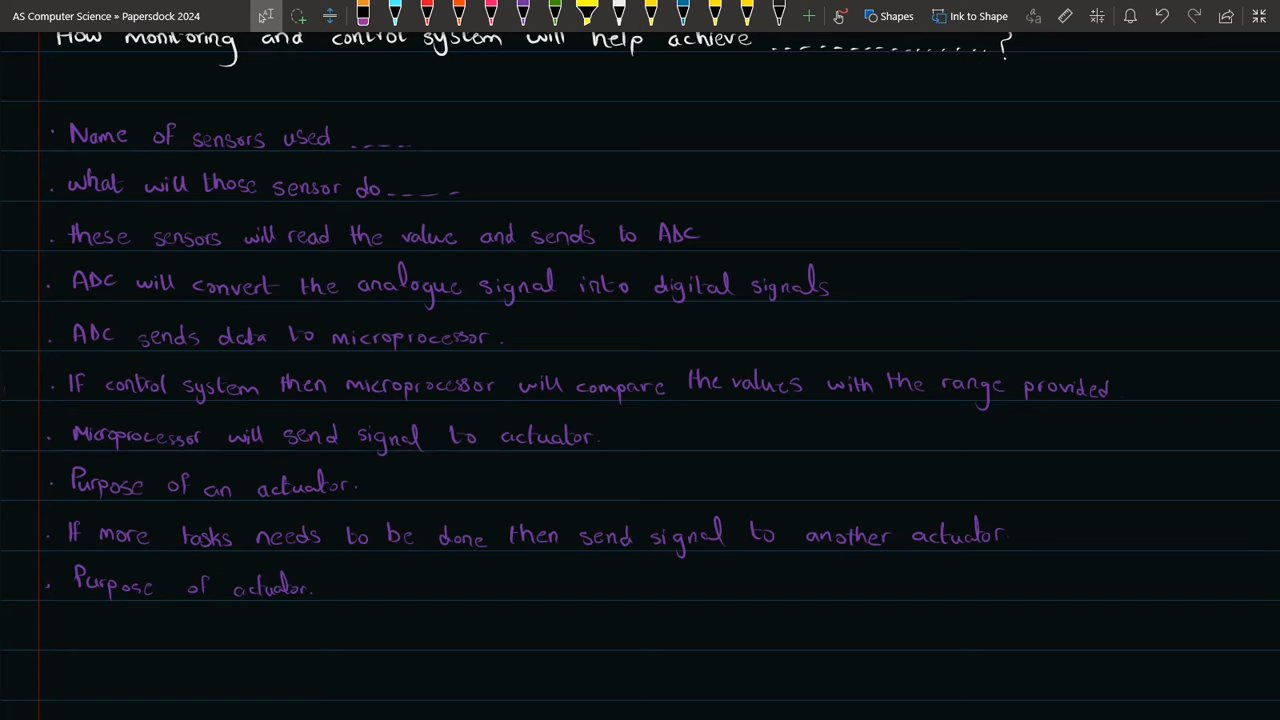 AS Computer Science » Papersdock 2024
Shapes
Ink to Shape
How monitoring and control system will help achieve ....................?
· Name of sensors used ....
· what will those sensor do ....
· these sensors will read the value and sends to ADC
· ADC will convert the analogue signal into digital signals
· ADC sends data to microprocessor.
· If control system then microprocessor will compare the values with the range provided
· Microprocessor will send signal to actuator.
· Purpose of an actuator.
· If more tasks needs to be done then send signal to another actuator
· Purpose of actuator.